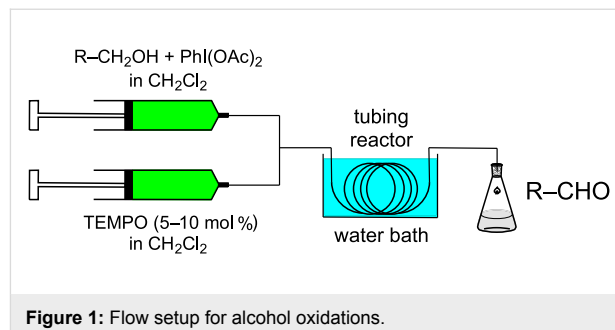 R–CH₂OH + PhI(OAc)₂
in CH₂Cl₂
tubing
reactor
R–CHO
TEMPO (5–10 mol %)
in CH₂Cl₂
water bath
Figure 1: Flow setup for alcohol oxidations.